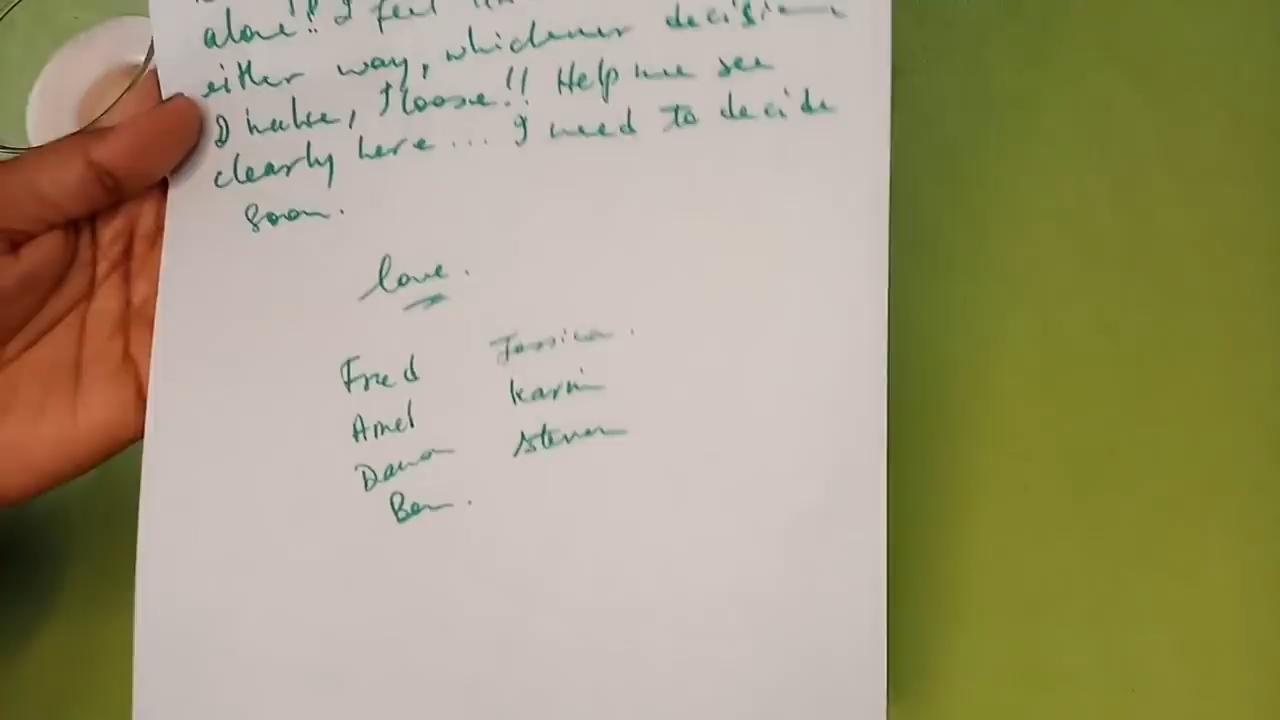 alone!! I feel
either way, whichever decision
I make, I loose!! Help me see
clearly here... I need to decide
soon.
love.
Fred Jessica.
Amel Karin
Dana Steven
Ben.